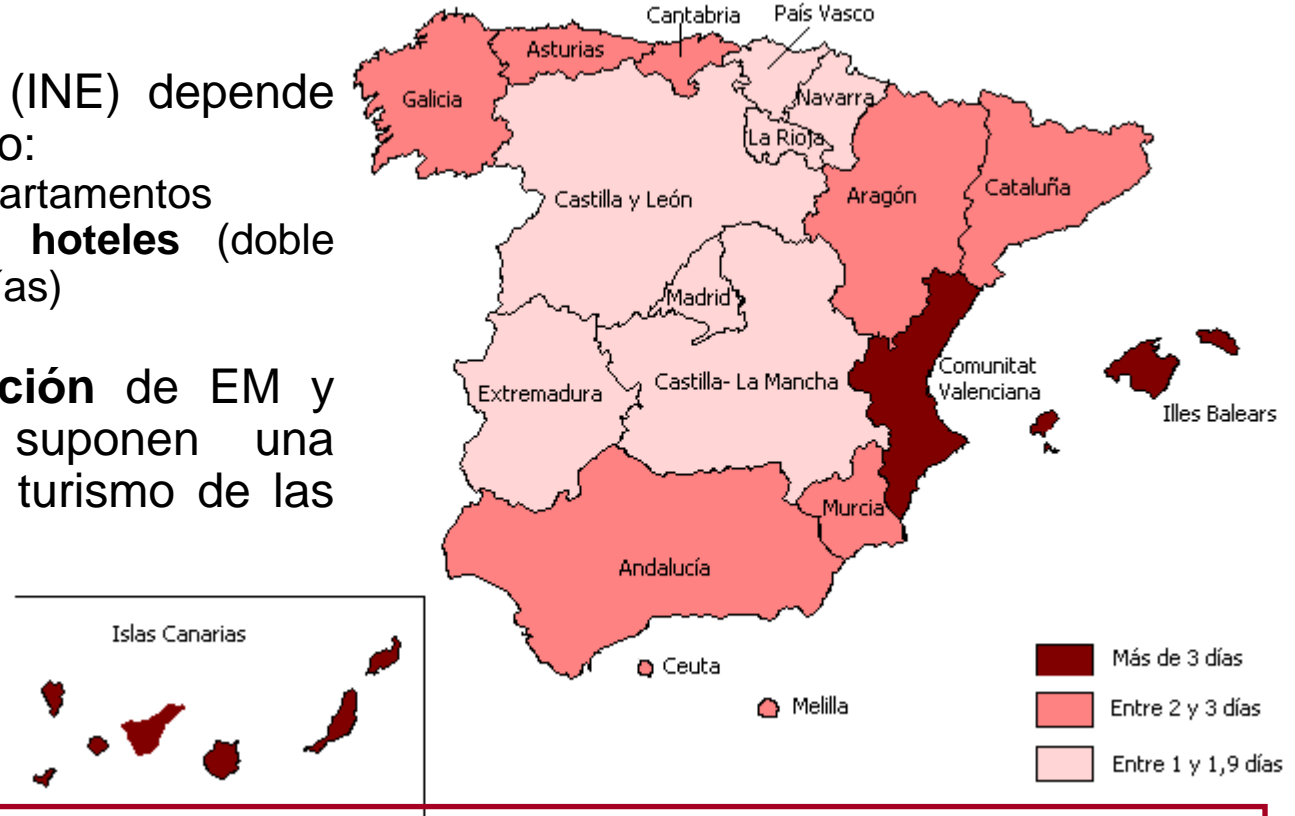 (INE) depende
o:
artamentos
hoteles (doble
ías)
ción de EM y
suponen una
turismo de las
Cantabria
País Vasco
Asturias
Galicia
Navarra
La Rioja
Castilla y León
Aragón
Cataluña
Madrid
Extremadura
Castilla- La Mancha
Comunitat
Valenciana
Illes Balears
Murcia
Andalucía
Islas Canarias
Ceuta
Melilla
Más de 3 días
Entre 2 y 3 días
Entre 1 y 1,9 días